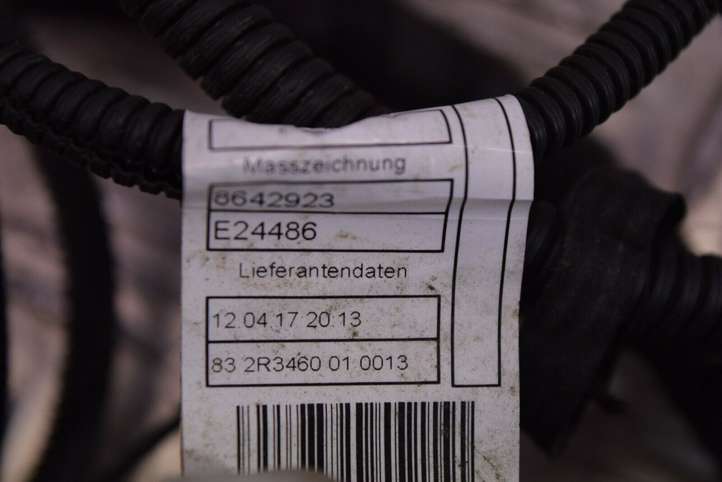 Masszeichnung
8642923
E24486
Lieferantendaten
12.04.17 20:13
83 2R3460 01 0013